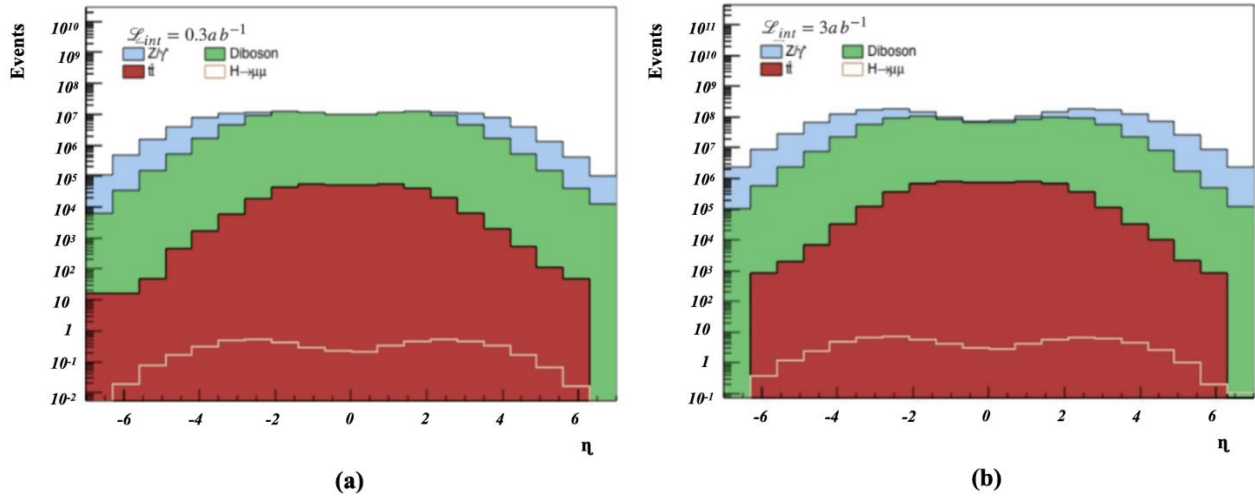 Events
10¹⁰
10⁹
10⁸
10⁷
10⁶
10⁵
10⁴
10³
10²
10
1
10⁻¹
10⁻²
ℒint = 0.3ab⁻¹
Z/γ* Diboson
tt̄ H→μμ
-6 -4 -2 0 2 4 6
η
(a)
Events
10¹¹
10¹⁰
10⁹
10⁸
10⁷
10⁶
10⁵
10⁴
10³
10²
10
1
10⁻¹
ℒint = 3ab⁻¹
Z/γ* Diboson
tt̄ H→μμ
-6 -4 -2 0 2 4 6
η
(b)